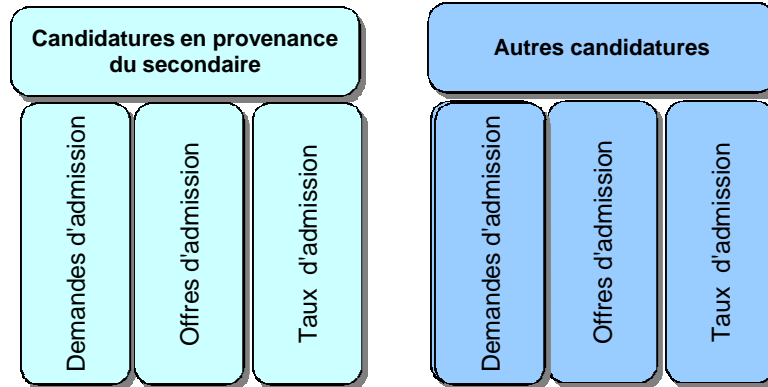 Candidatures en provenance
du secondaire
Autres candidatures
Demandes d'admission
Offres d'admission
Taux d'admission
Demandes d'admission
Offres d'admission
Taux d'admission